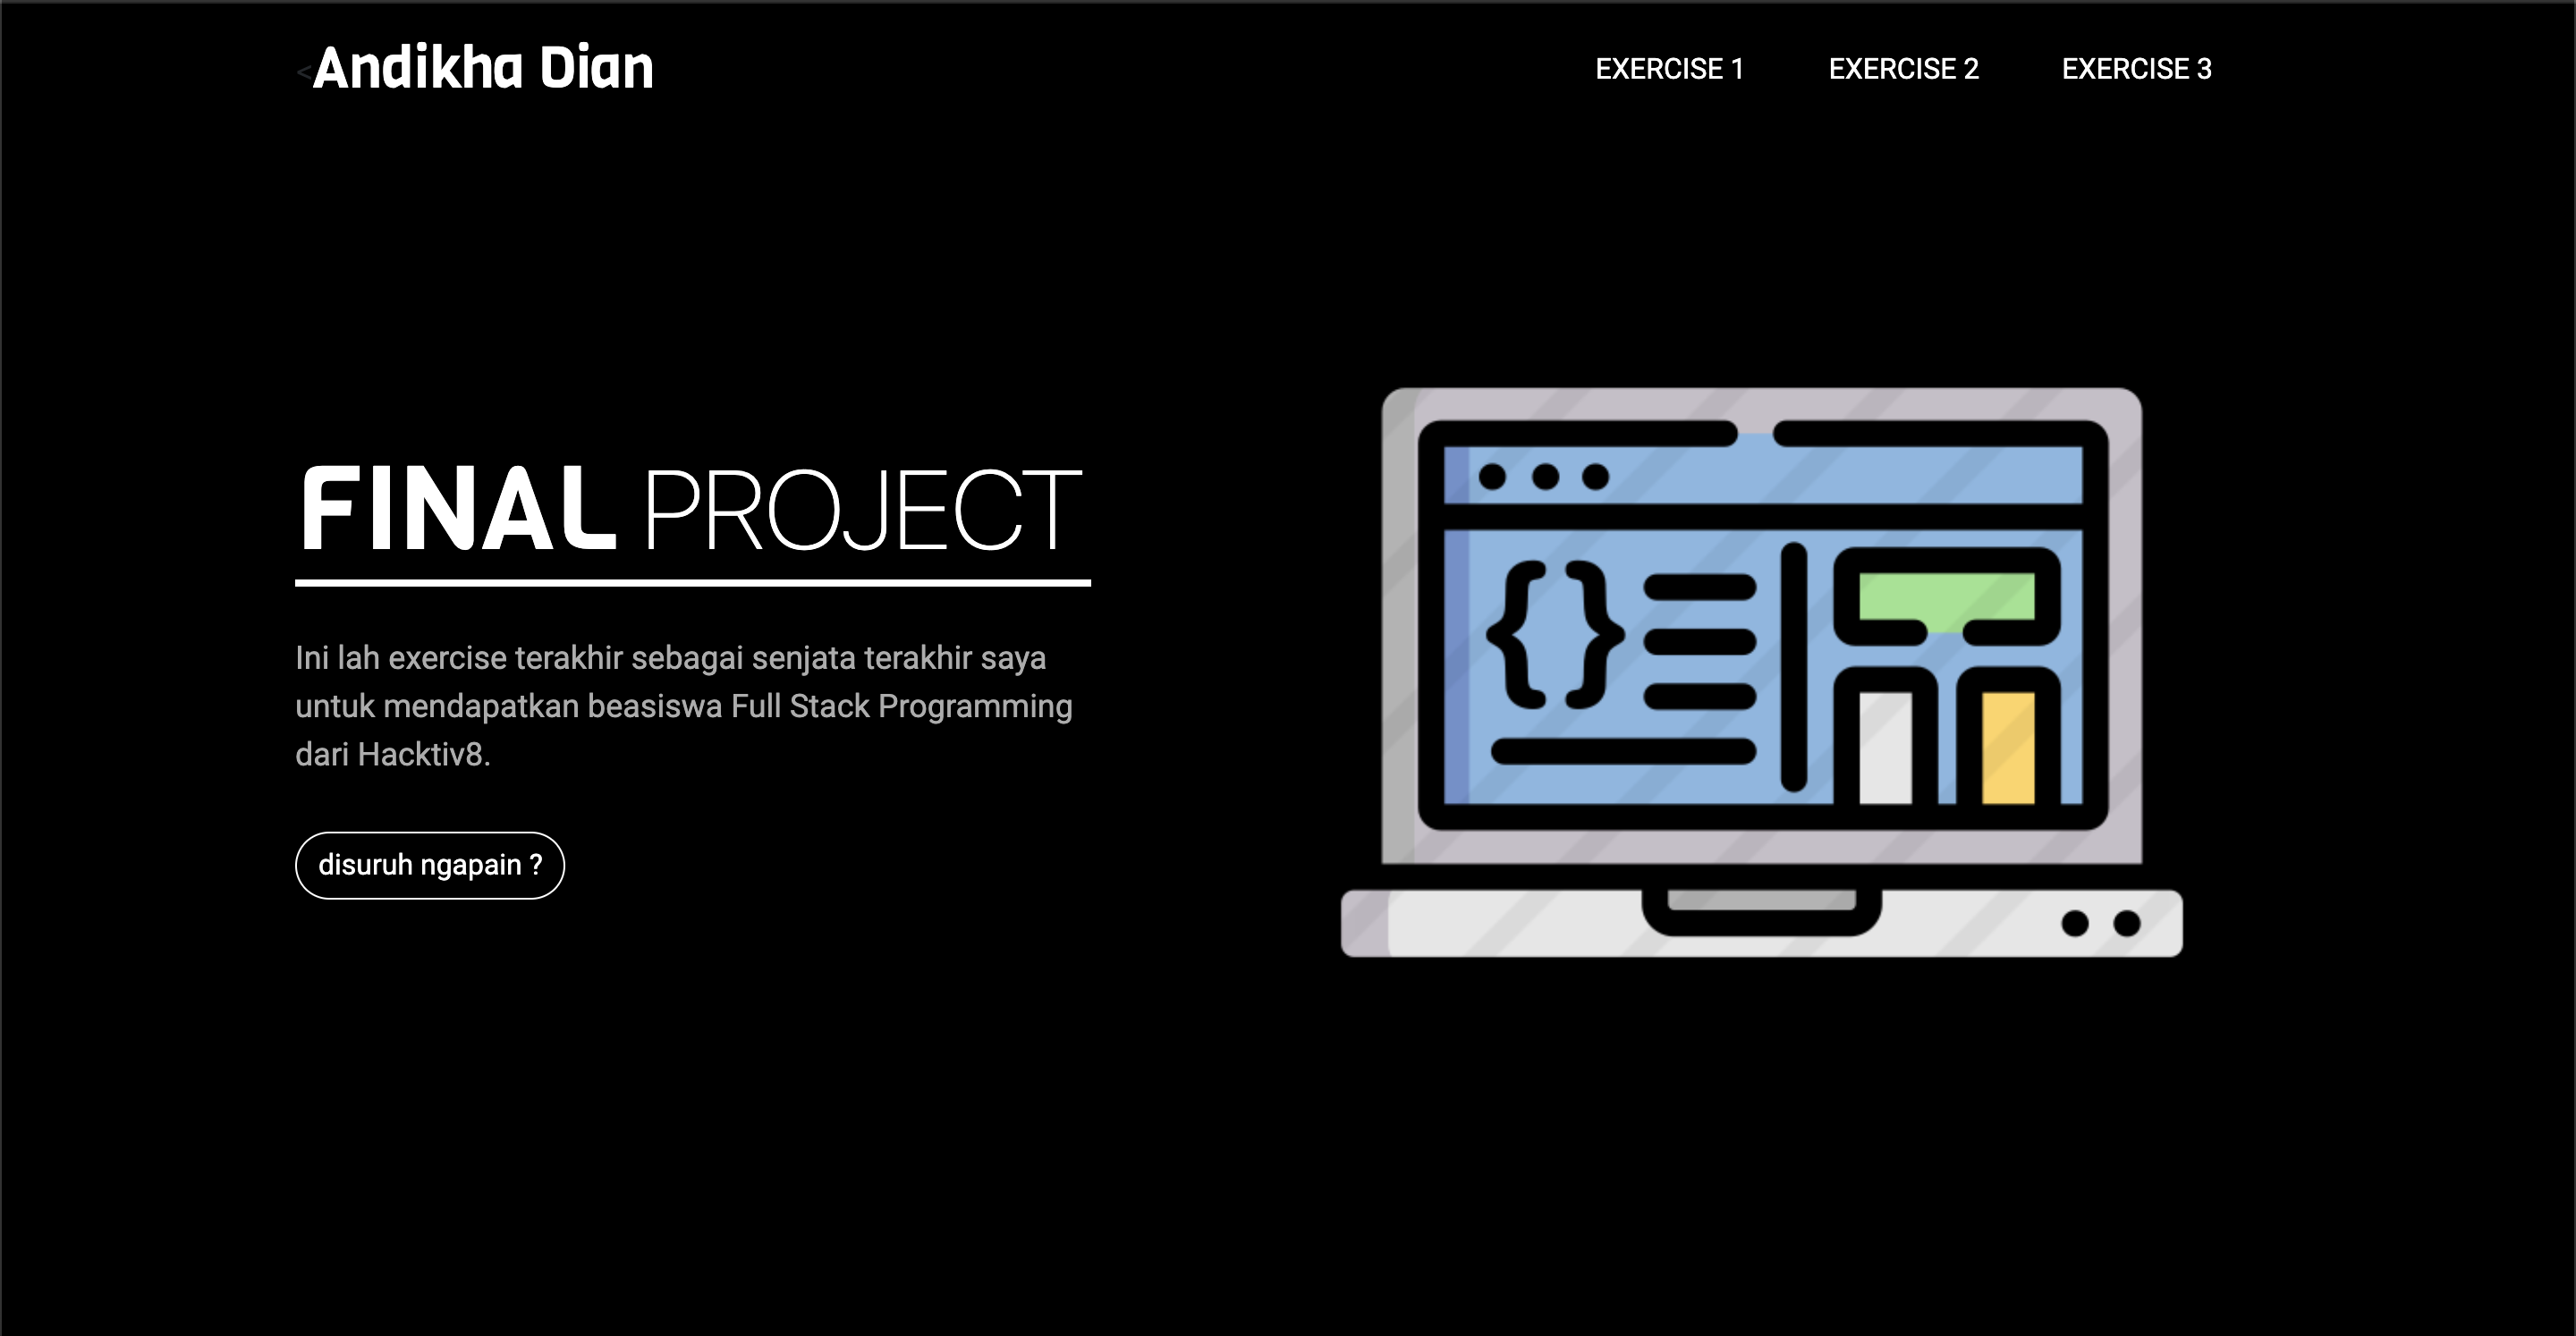 <Andikha Dian
EXERCISE 1
EXERCISE 2
EXERCISE 3
FINAL PROJECT
Ini lah exercise terakhir sebagai senjata terakhir saya
untuk mendapatkan beasiswa Full Stack Programming
dari Hacktiv8.
disuruh ngapain ?
{ }